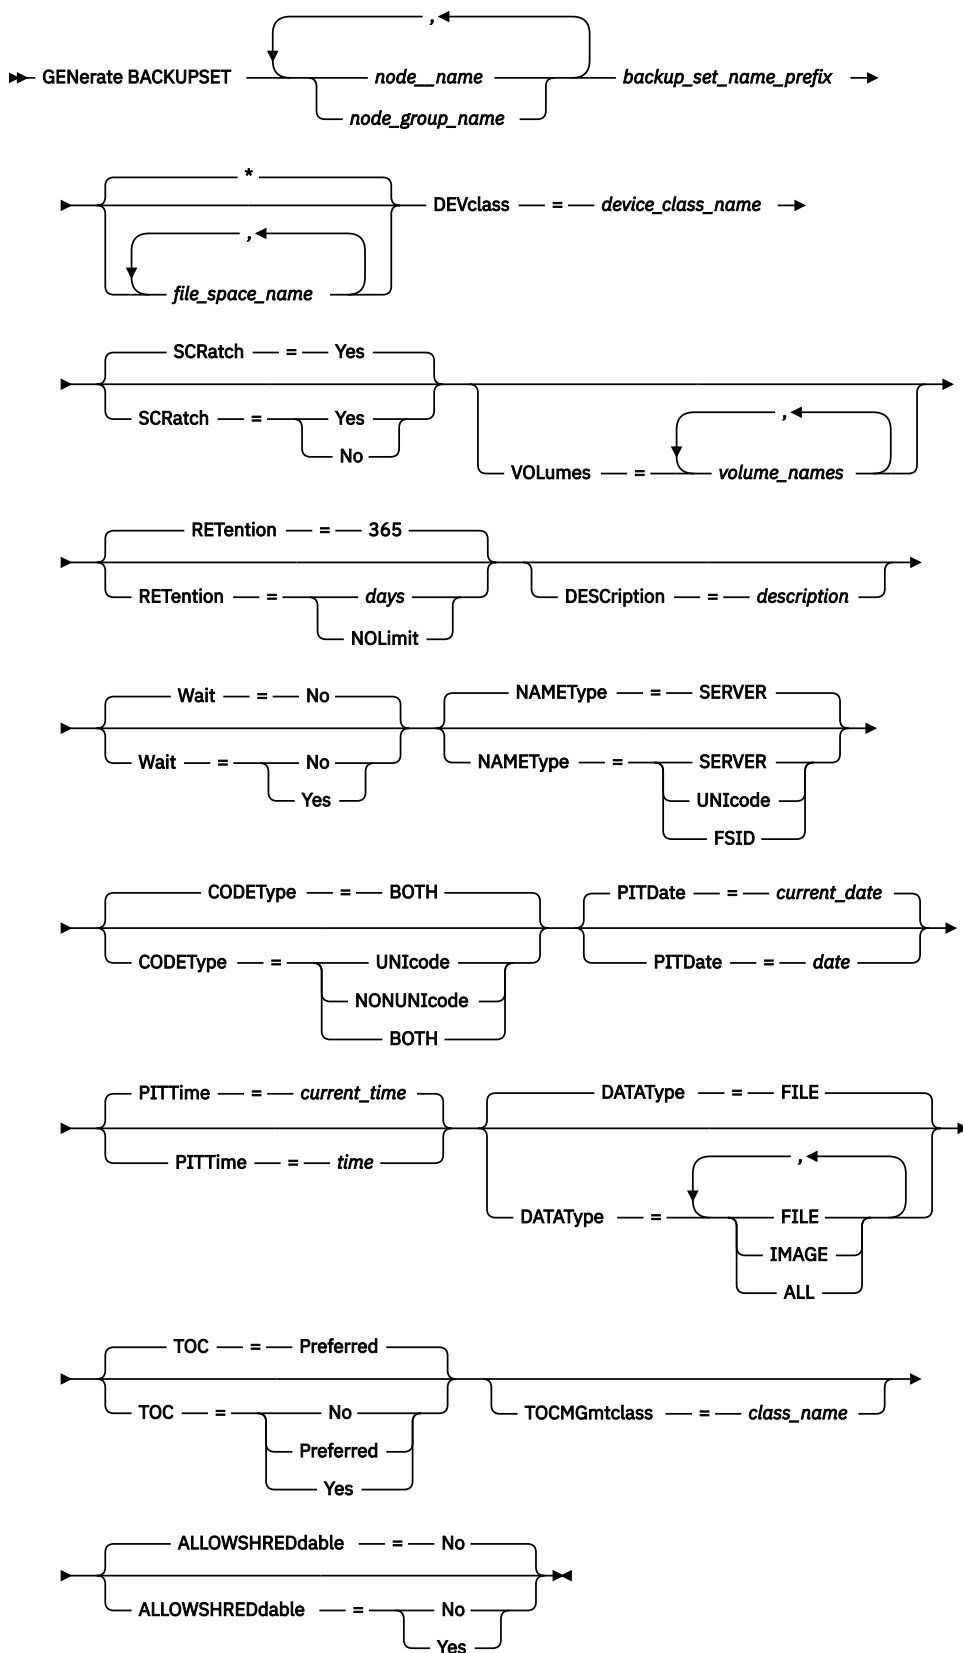 ,
GENerate BACKUPSET node__name backup_set_name_prefix
node_group_name
*
DEVclass = device_class_name
,
file_space_name
SCRatch = Yes
SCRatch = Yes
No
,
VOLumes = volume_names
RETention = 365
RETention = days
NOLimit
DESCription = description
Wait = No
Wait = No
Yes
NAMEType = SERVER
NAMEType = SERVER
UNIcode
FSID
CODEType = BOTH
CODEType = UNIcode
NONUNIcode
BOTH
PITDate = current_date
PITDate = date
PITTime = current_time
PITTime = time
DATAType = FILE
,
DATAType = FILE
IMAGE
ALL
TOC = Preferred
TOC = No
Preferred
Yes
TOCMGmtclass = class_name
ALLOWSHREDdable = No
ALLOWSHREDdable = No
Yes